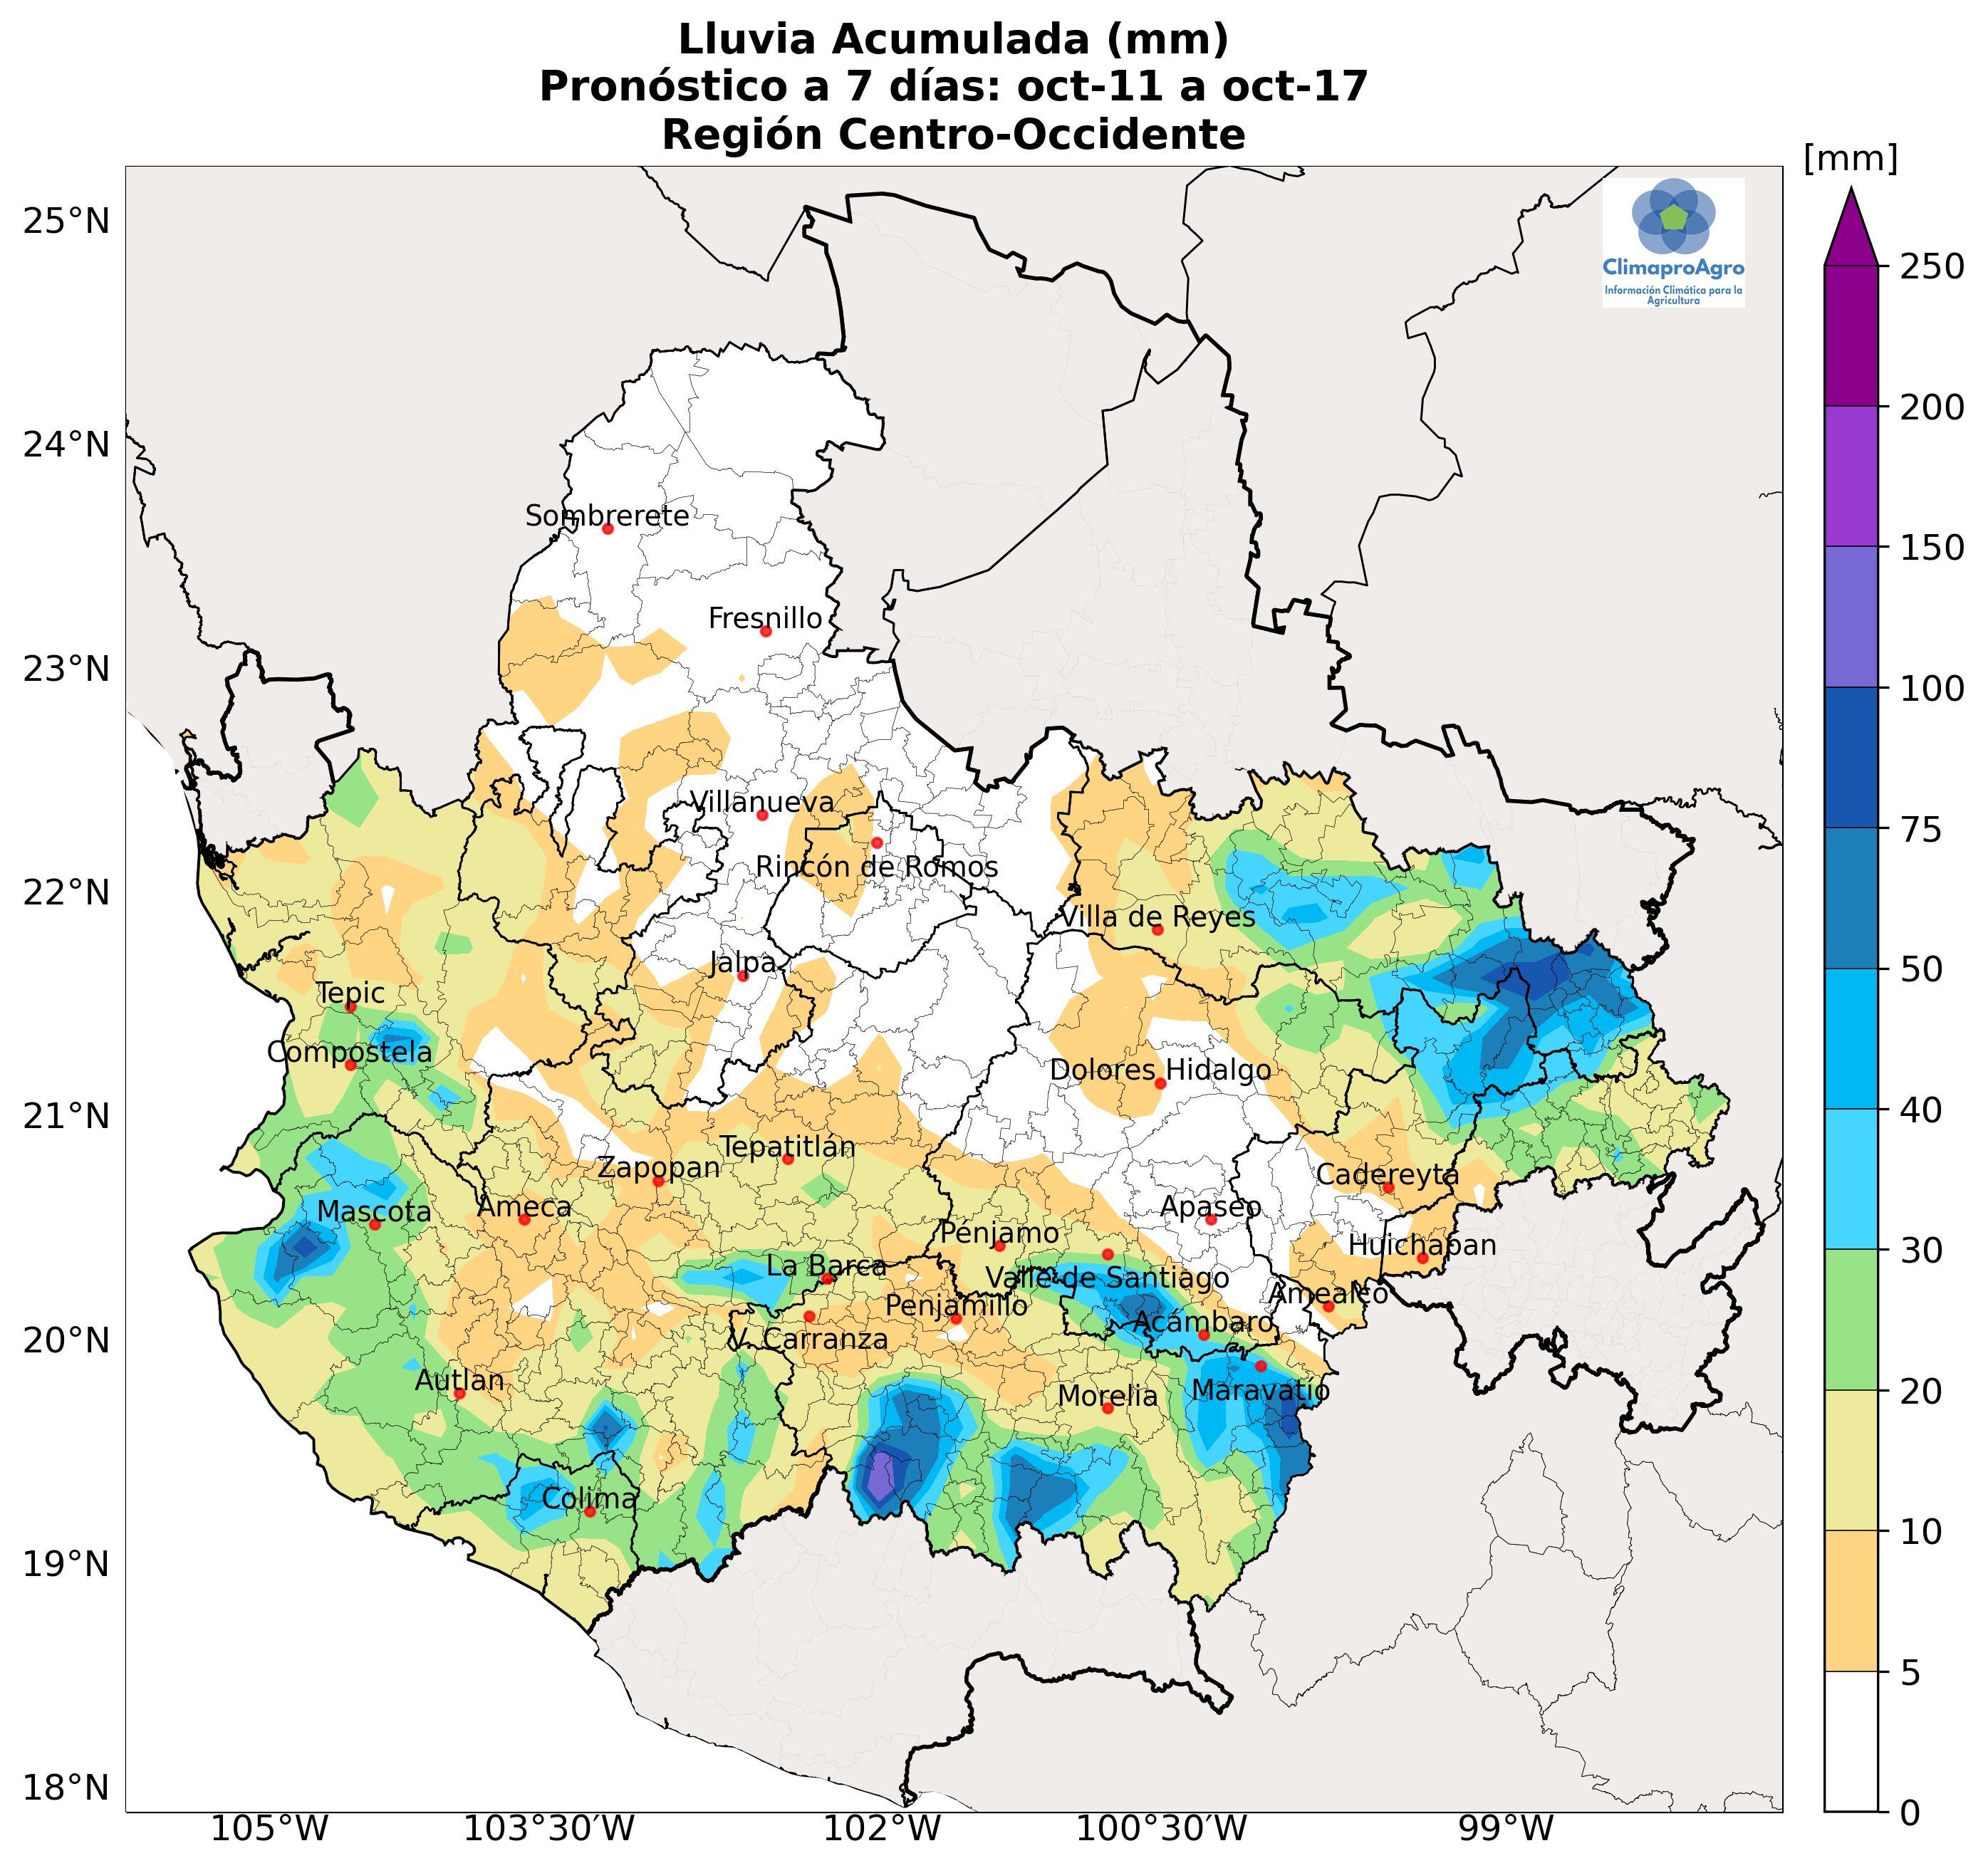 Lluvia Acumulada (mm)
Pronóstico a 7 días: oct-11 a oct-17
Región Centro-Occidente
[mm]
25°N
24°N
23°N
22°N
21°N
20°N
19°N
18°N
ClimaproAgro
Información Climática para la
Agricultura
Sombrerete
Fresnillo
Villanueva
Rincón de Romos
Villa de Reyes
Jalpa
Tepic
Compostela
Dolores Hidalgo
Tepatitlán
Zapopan
Cadereyta
Mascota
Ameca
Apaseo
Penjamo
Huichapan
La Barca
Valle de Santiago
Amealco
Penjamillo
Acámbaro
V. Carranza
Autlan
Morelia
Maravatío
Colima
105°W
103°30'W
102°W
100°30'W
99°W
250
200
150
100
75
50
40
30
20
10
5
0